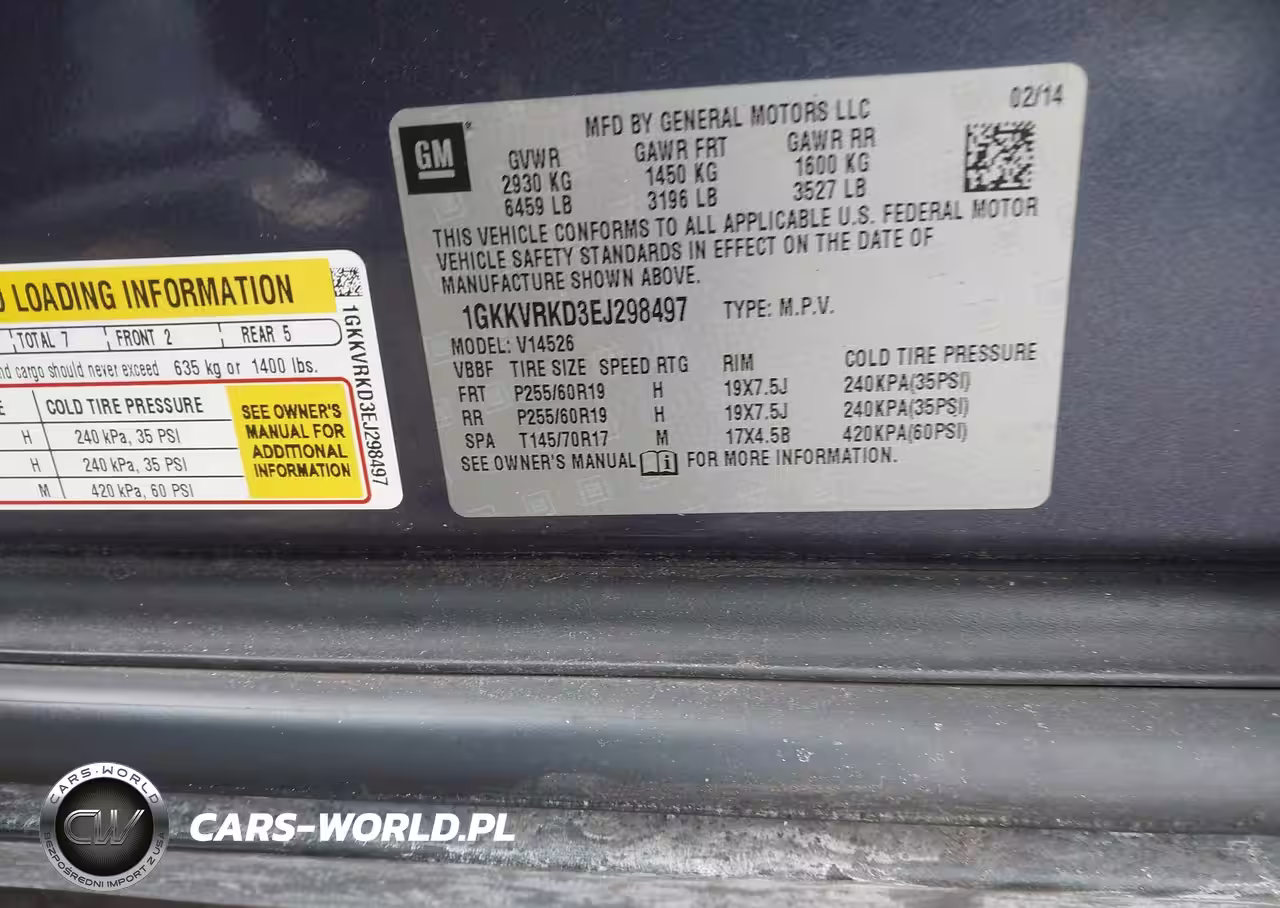 02/14
MFD BY GENERAL MOTORS LLC
GM
GVWR GAWR FRT GAWR RR
2930 KG 1450 KG 1600 KG
6459 LB 3196 LB 3527 LB
THIS VEHICLE CONFORMS TO ALL APPLICABLE U.S. FEDERAL MOTOR
VEHICLE SAFETY STANDARDS IN EFFECT ON THE DATE OF
MANUFACTURE SHOWN ABOVE.
1GKKVRKD3EJ298497 TYPE: M.P.V.
MODEL: V14526
VBBF TIRE SIZE SPEED RTG RIM COLD TIRE PRESSURE
FRT P255/60R19 H 19X7.5J 240KPA(35PSI)
RR P255/60R19 H 19X7.5J 240KPA(35PSI)
SPA T145/70R17 M 17X4.5B 420KPA(60PSI)
SEE OWNER'S MANUAL FOR MORE INFORMATION.
LOADING INFORMATION
TOTAL 7 FRONT 2 REAR 5
cargo should never exceed 635 kg or 1400 lbs.
COLD TIRE PRESSURE
H 240 kPa, 35 PSI
H 240 kPa, 35 PSI
M 420 kPa, 60 PSI
SEE OWNER'S
MANUAL FOR
ADDITIONAL
INFORMATION
1GKKVRKD3EJ298497
CARS-WORLD
CW
BEZPOŚREDNI IMPORT Z USA
CARS-WORLD.PL